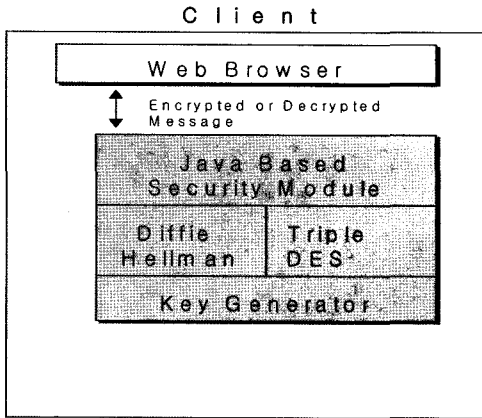 Client
Web Browser
Encrypted or Decrypted
Message
Java Based
Security Module
Diffie
Hellman
Triple
DES
Key Generator